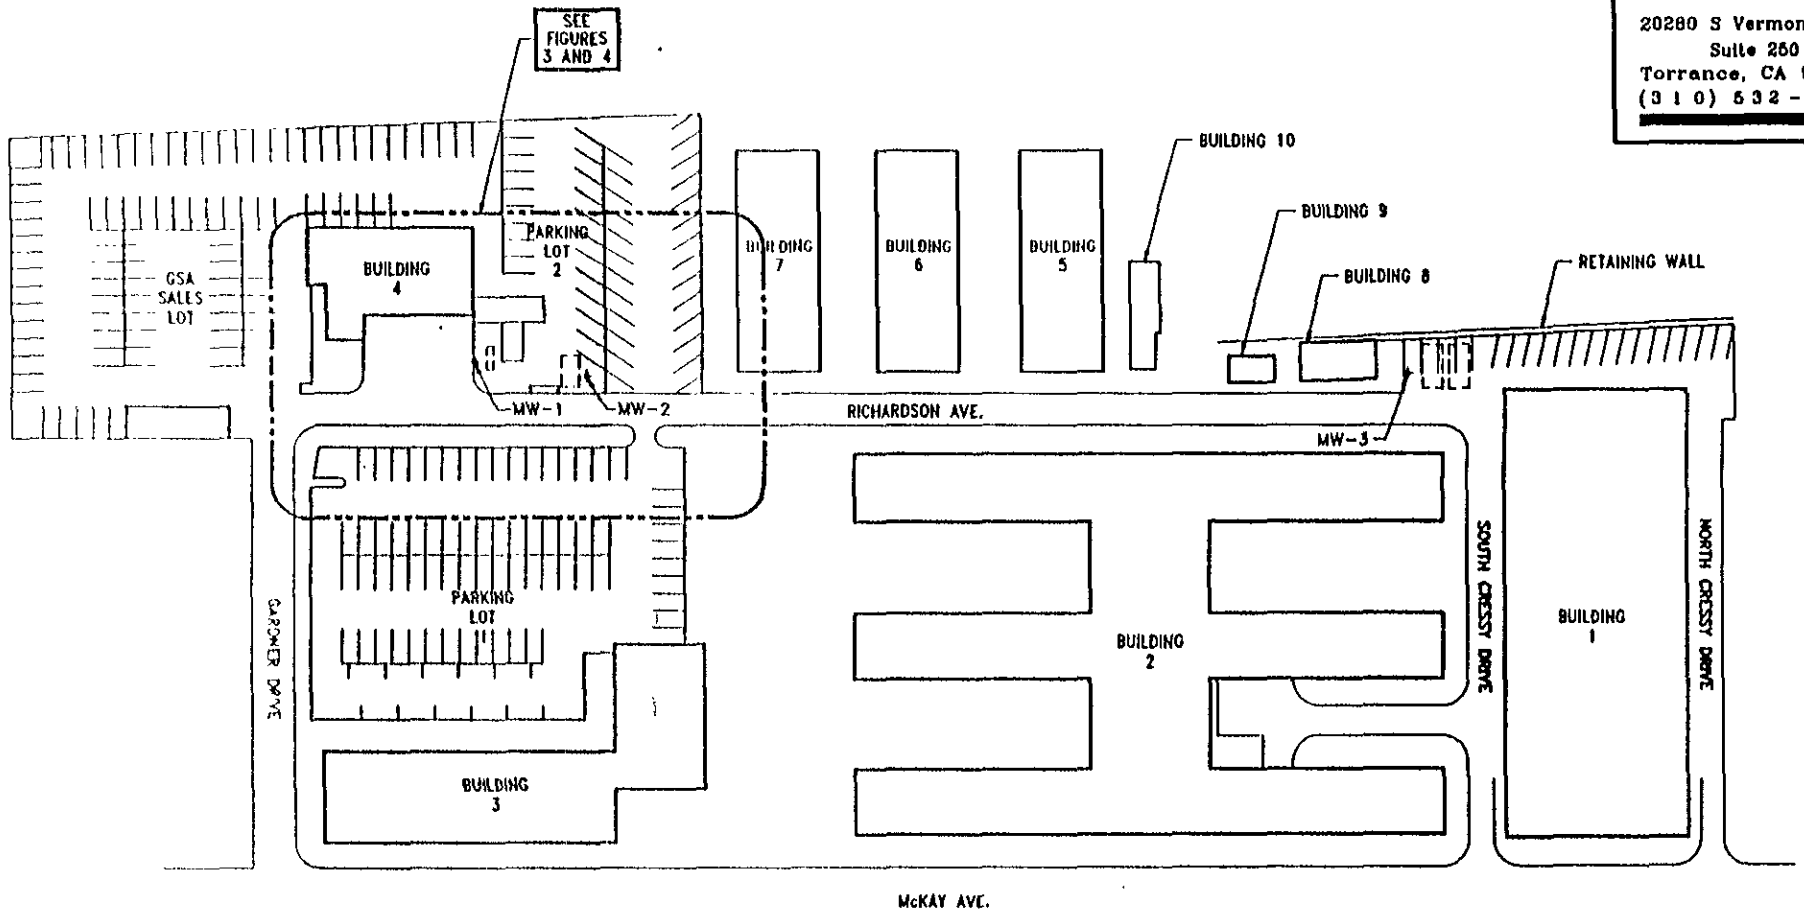 SEE
FIGURES
3 AND 4
20280 S Vermon
Suite 250
Torrance, CA
(310) 532-
BUILDING 10
BUILDING 9
BUILDING 8
RETAINING WALL
PARKING
LOT
2
BUILDING
7
BUILDING
6
BUILDING
5
BUILDING
4
GSA
SALES
LOT
MW-1
MW-2
RICHARDSON AVE.
MW-3
GARDNER DRIVE
PARKING
LOT
1
BUILDING
2
SOUTH CRESSY DRIVE
BUILDING
1
NORTH CRESSY DRIVE
BUILDING
3
McKAY AVE.